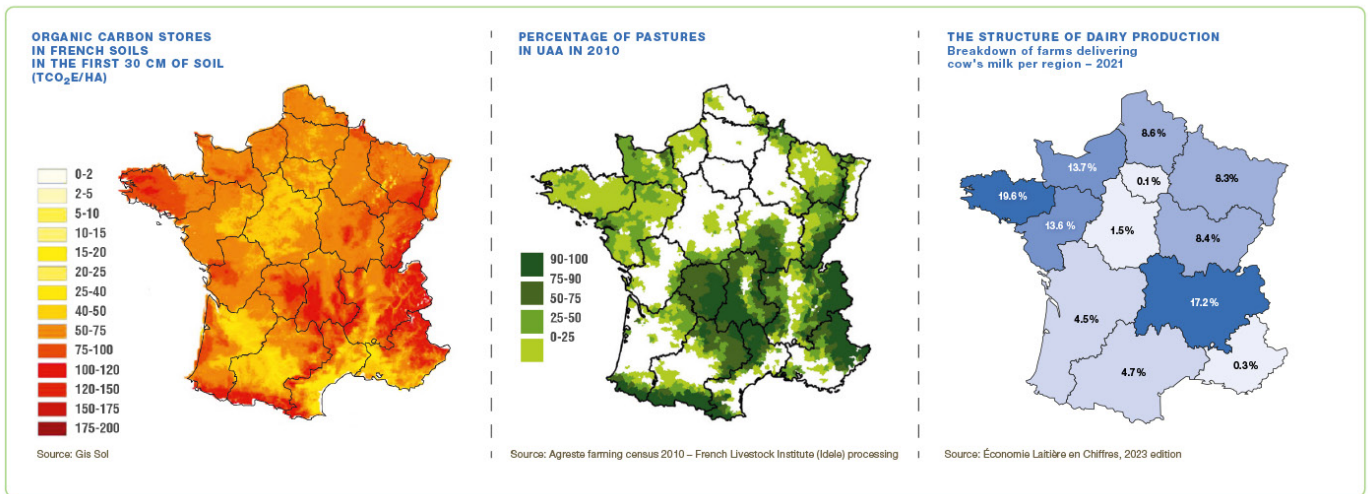 ORGANIC CARBON STORES
IN FRENCH SOILS
IN THE FIRST 30 CM OF SOIL
(TCO₂E/HA)
0-2
2-5
5-10
10-15
15-20
20-25
25-40
40-50
50-75
75-100
100-120
120-150
150-175
175-200
Source: Gis Sol
PERCENTAGE OF PASTURES
IN UAA IN 2010
90-100
75-90
50-75
25-50
0-25
Source: Agreste farming census 2010 – French Livestock Institute (Idele) processing
THE STRUCTURE OF DAIRY PRODUCTION
Breakdown of farms delivering
cow's milk per region – 2021
8.6 %
13.7 %
0.1 %
8.3 %
19.6 %
13.6 %
1.5 %
8.4 %
17.2 %
4.5 %
4.7 %
0.3 %
Source: Économie Laitière en Chiffres, 2023 edition